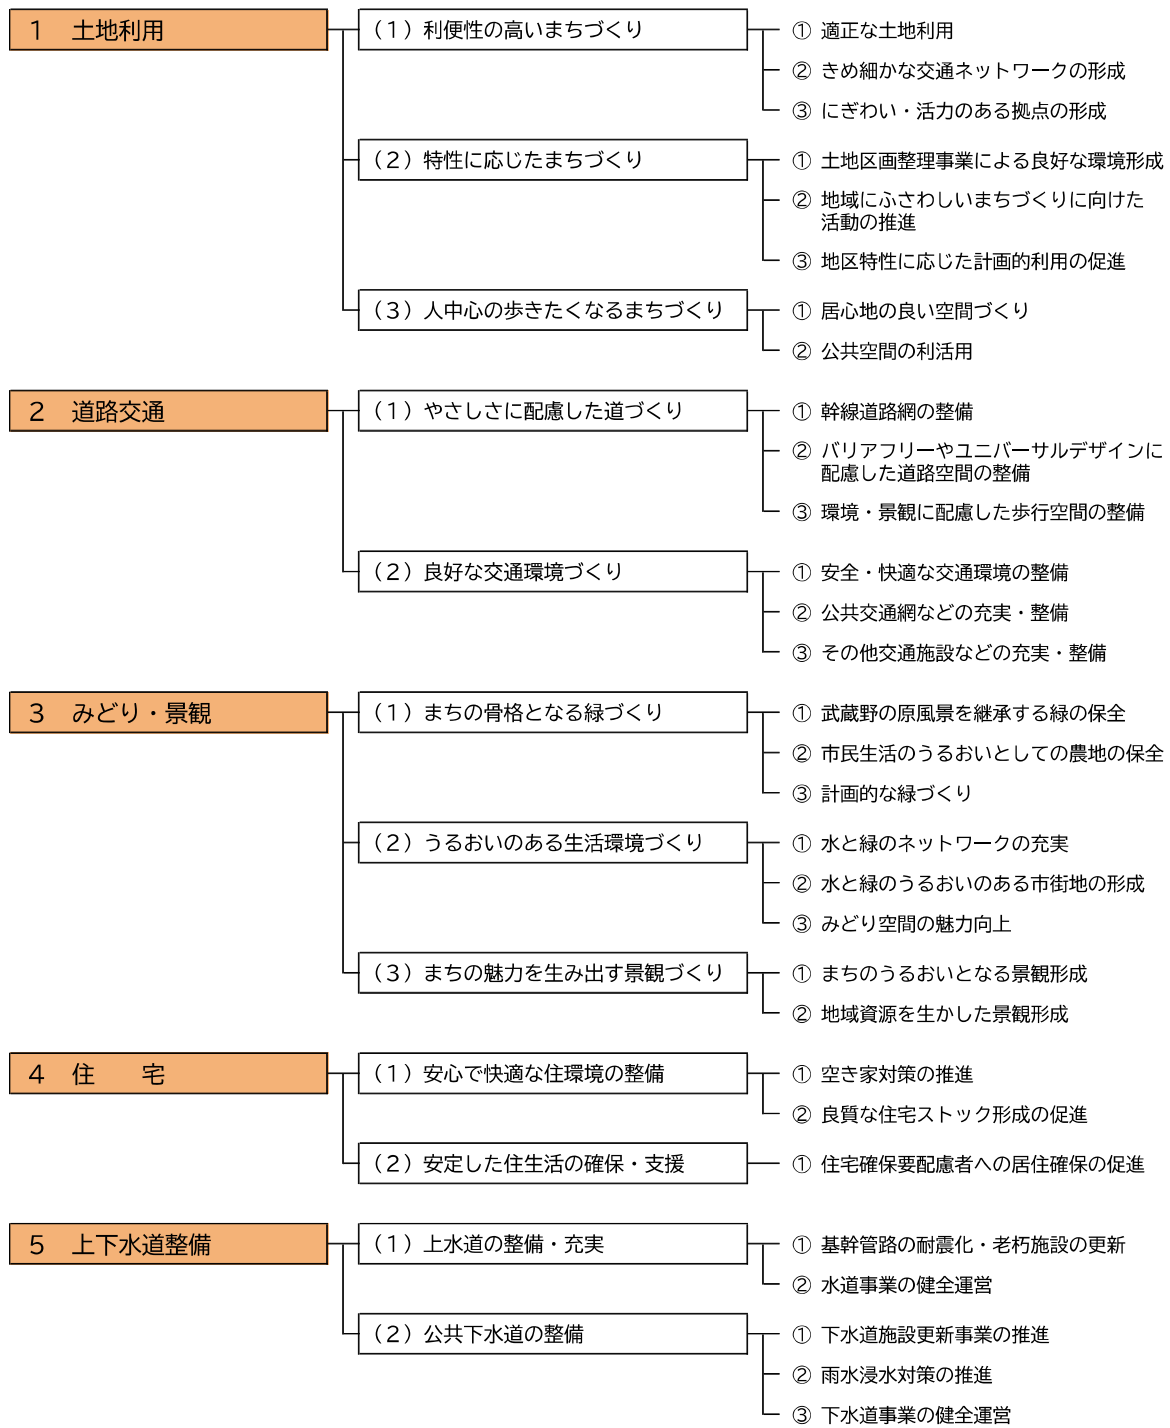 1 土地利用
（1）利便性の高いまちづくり
① 適正な土地利用
② きめ細かな交通ネットワークの形成
③ にぎわい・活力のある拠点の形成
（2）特性に応じたまちづくり
① 土地区画整理事業による良好な環境形成
② 地域にふさわしいまちづくりに向けた
活動の推進
③ 地区特性に応じた計画的利用の促進
（3）人中心の歩きたくなるまちづくり
① 居心地の良い空間づくり
② 公共空間の利活用
2 道路交通
（1）やさしさに配慮した道づくり
① 幹線道路網の整備
② バリアフリーやユニバーサルデザインに
配慮した道路空間の整備
③ 環境・景観に配慮した歩行空間の整備
（2）良好な交通環境づくり
① 安全・快適な交通環境の整備
② 公共交通網などの充実・整備
③ その他交通施設などの充実・整備
3 みどり・景観
（1）まちの骨格となる緑づくり
① 武蔵野の原風景を継承する緑の保全
② 市民生活のうるおいとしての農地の保全
③ 計画的な緑づくり
（2）うるおいのある生活環境づくり
① 水と緑のネットワークの充実
② 水と緑のうるおいのある市街地の形成
③ みどり空間の魅力向上
（3）まちの魅力を生み出す景観づくり
① まちのうるおいとなる景観形成
② 地域資源を生かした景観形成
4 住　宅
（1）安心で快適な住環境の整備
① 空き家対策の推進
② 良質な住宅ストック形成の促進
（2）安定した住生活の確保・支援
① 住宅確保要配慮者への居住確保の促進
5 上下水道整備
（1）上水道の整備・充実
① 基幹管路の耐震化・老朽施設の更新
② 水道事業の健全運営
（2）公共下水道の整備
① 下水道施設更新事業の推進
② 雨水浸水対策の推進
③ 下水道事業の健全運営